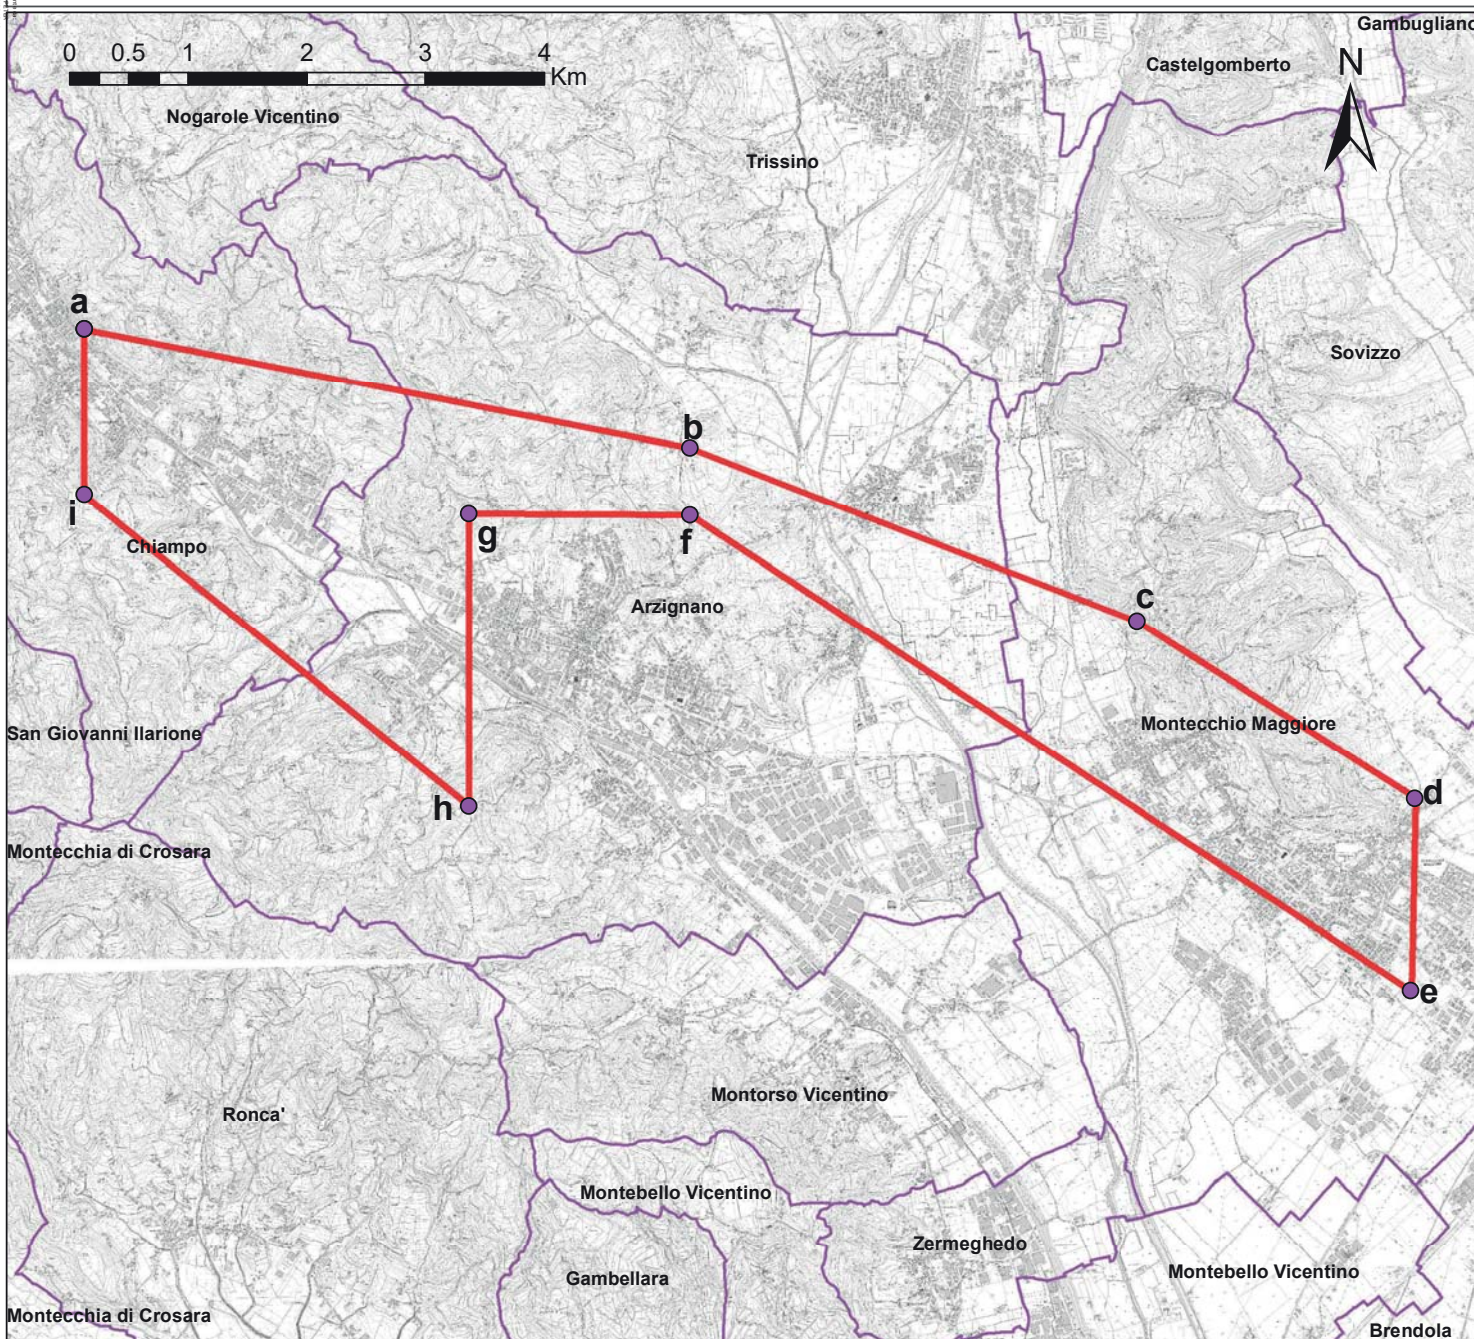 Gambugliano
0 0.5 1 2 3 4
Km
Castelgomberto
N
Nogarole Vicentino
Trissino
a
Sovizzo
b
i
g
f
Chiampo
c
Arzignano
San Giovanni Ilarione
Montecchio Maggiore
h
d
Montecchia di Crosara
e
Montorso Vicentino
Ronca'
Montebello Vicentino
Zermeghedo
Gambellara
Montebello Vicentino
Montecchia di Crosara
Brendola